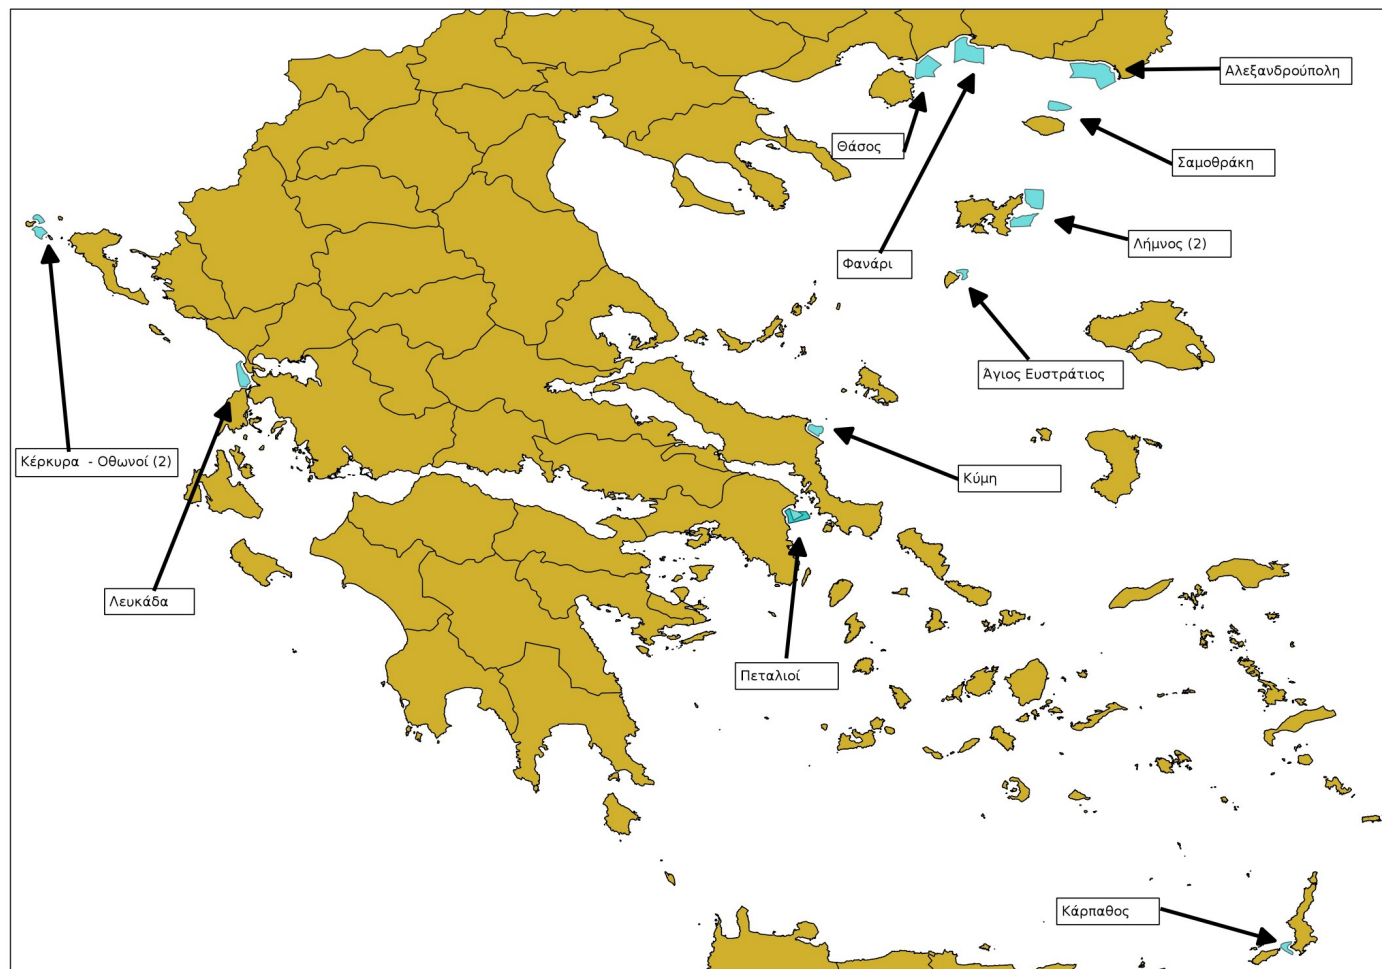 Αλεξανδρούπολη
Θάσος
Σαμοθράκη
Λήμνος (2)
Φανάρι
Άγιος Ευστράτιος
Κέρκυρα  - Οθωνοί (2)
Κύμη
Λευκάδα
Πεταλιοί
Κάρπαθος